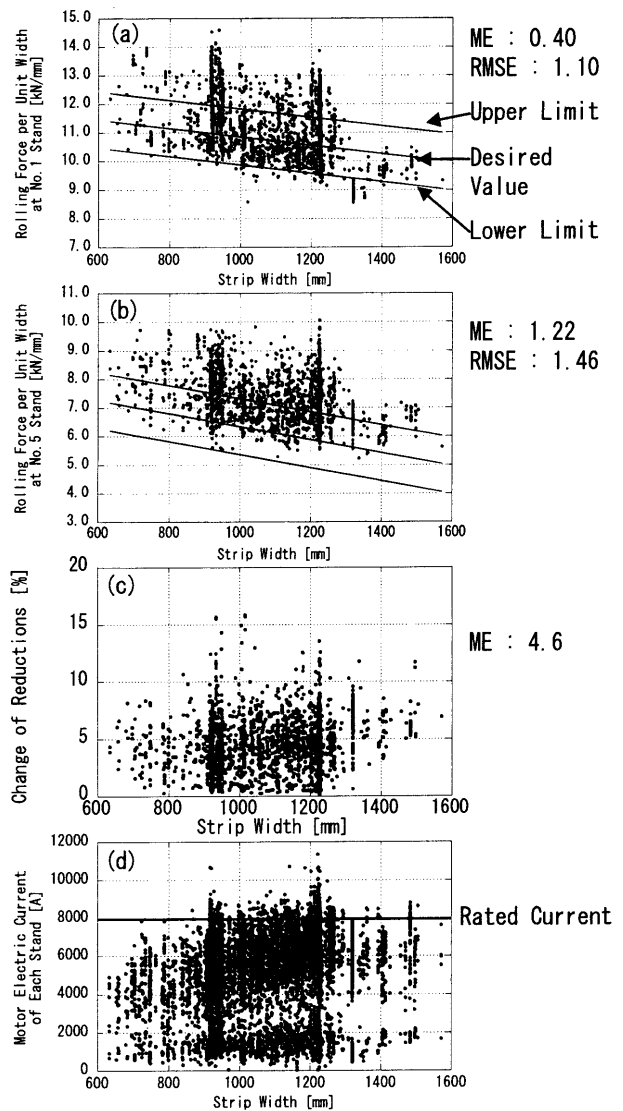 (a)
Rolling Force per Unit Width
at No.1 Stand [kN/mm]
15.0
14.0
13.0
12.0
11.0
10.0
9.0
8.0
7.0
600 800 1000 1200 1400 1600
Strip Width [mm]
ME : 0.40
RMSE : 1.10
Upper Limit
Desired
Value
Lower Limit
(b)
Rolling Force per Unit Width
at No.5 Stand [kN/mm]
11.0
10.0
9.0
8.0
7.0
6.0
5.0
4.0
3.0
600 800 1000 1200 1400 1600
Strip Width [mm]
ME : 1.22
RMSE : 1.46
(c)
Change of Reductions [%]
20
15
10
5
0
600 800 1000 1200 1400 1600
Strip Width [mm]
ME : 4.6
(d)
Motor Electric Current
of Each Stand [A]
12000
10000
8000
6000
4000
2000
0
600 800 1000 1200 1400 1600
Strip Width [mm]
Rated Current